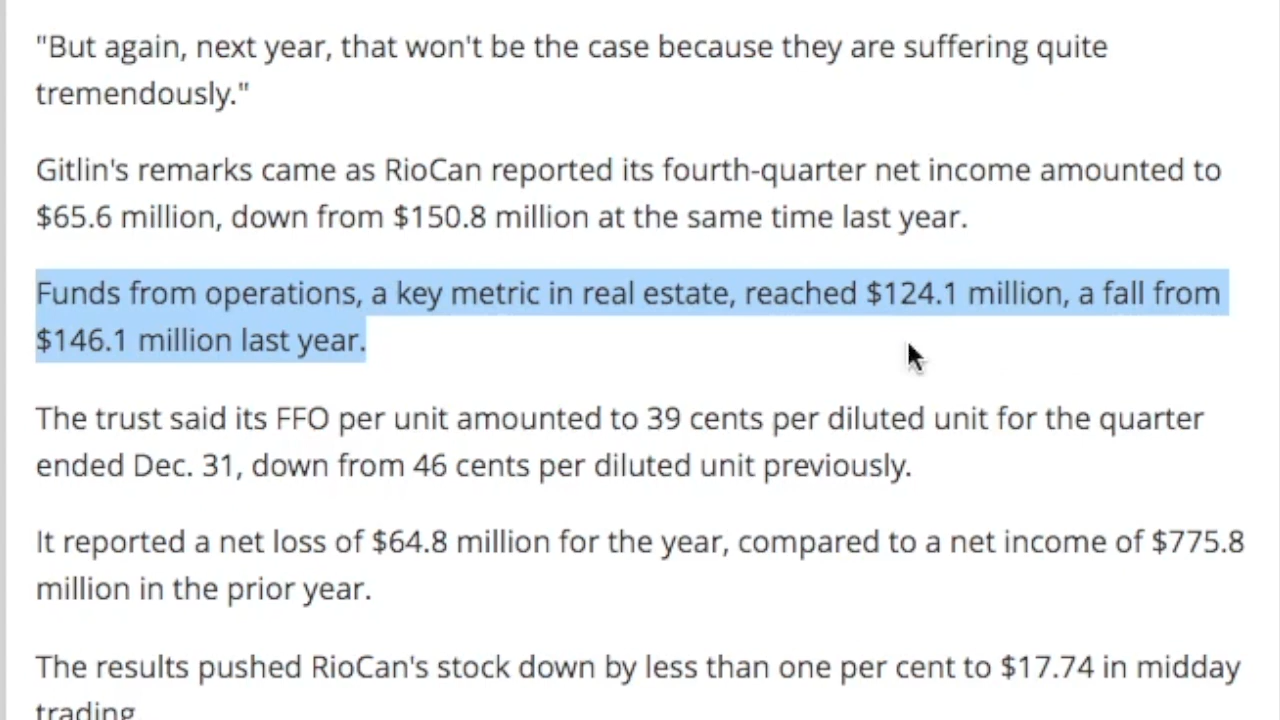 "But again, next year, that won't be the case because they are suffering quite
tremendously."
Gitlin's remarks came as RioCan reported its fourth-quarter net income amounted to
$65.6 million, down from $150.8 million at the same time last year.
Funds from operations, a key metric in real estate, reached $124.1 million, a fall from
$146.1 million last year.
The trust said its FFO per unit amounted to 39 cents per diluted unit for the quarter
ended Dec. 31, down from 46 cents per diluted unit previously.
It reported a net loss of $64.8 million for the year, compared to a net income of $775.8
million in the prior year.
The results pushed RioCan's stock down by less than one per cent to $17.74 in midday
trading.